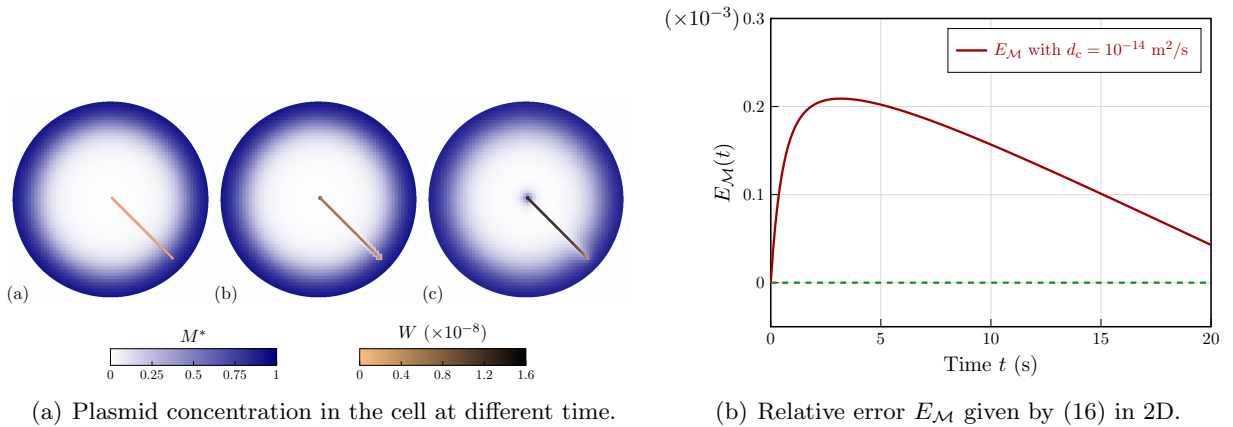 (a)
(b)
(c)
M*
0 0.25 0.5 0.75 1
W (×10⁻⁸)
0 0.4 0.8 1.2 1.6
(a) Plasmid concentration in the cell at different time.
(×10⁻³)
0.3
0.2
0.1
0
E_M(t)
E_M with d_c = 10⁻¹⁴ m²/s
0 5 10 15 20
Time t (s)
(b) Relative error E_M given by (16) in 2D.